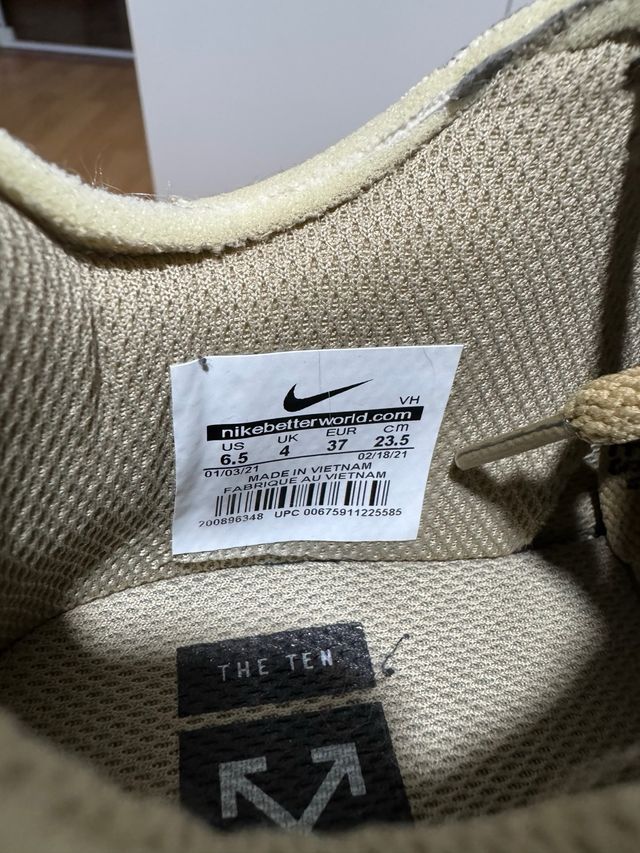 VH
nikebetterworld.com
US UK EUR cm
6.5 4 37 23.5
01/03/21 02/18/21
MADE IN VIETNAM
FABRIQUE AU VIETNAM
200896348 UPC 00675911225585
THE TEN